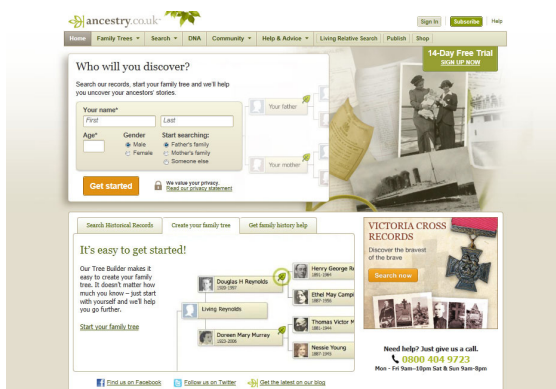 ancestry.co.uk
Sign In
Subscribe
Help
Home
Family Trees
Search
DNA
Community
Help & Advice
Living Relative Search
Publish
Shop
14-Day Free Trial
SIGN UP NOW
Who will you discover?
Search our records, start your family tree and we'll help
you uncover your ancestors' stories.
Your name*
First
Last
Age*
Gender
Start searching:
Male
Father's family
Female
Mother's family
Someone else
Your father
Your mother
Get started
We value your privacy.
Read our privacy statement
Search Historical Records
Create your family tree
Get family history help
It's easy to get started!
Our Tree Builder makes it
easy to create your family
tree. It doesn't matter how
much you know – just start
with yourself and we'll help
you go further.
Start your family tree
Douglas H Reynolds
1920-1997
Living Reynolds
Doreen Mary Murray
Henry George Re
Ethel May Campi
Thomas Victor M
Nessie Young
VICTORIA CROSS
RECORDS
Discover the bravest
of the brave
Search now
Need help? Just give us a call.
0800 404 9723
Mon - Fri 9am–10pm Sat & Sun 9am-8pm
Find us on Facebook
Follow us on Twitter
Get the latest on our blog